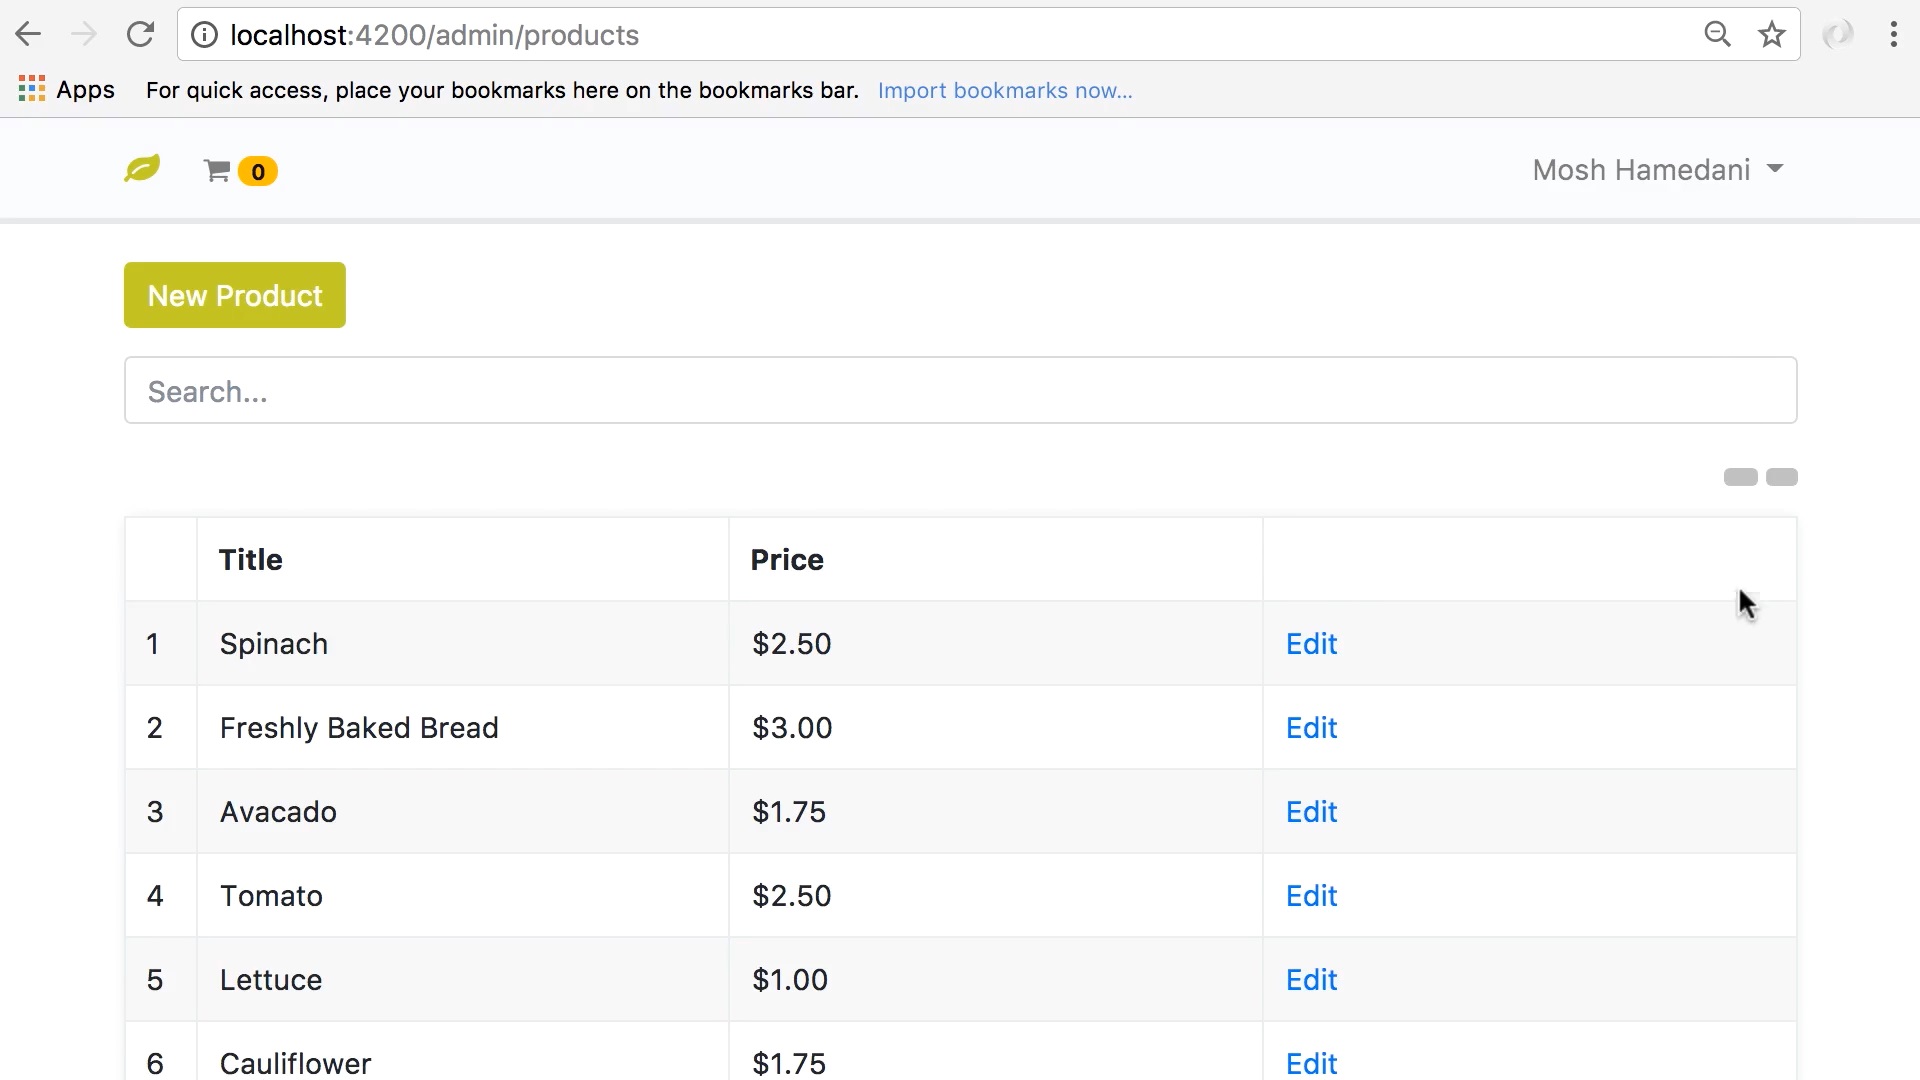 localhost:4200/admin/products
Apps For quick access, place your bookmarks here on the bookmarks bar. Import bookmarks now...
0 Mosh Hamedani
New Product
Search...
Title Price
1 Spinach $2.50 Edit
2 Freshly Baked Bread $3.00 Edit
3 Avacado $1.75 Edit
4 Tomato $2.50 Edit
5 Lettuce $1.00 Edit
6 Cauliflower $1.75 Edit